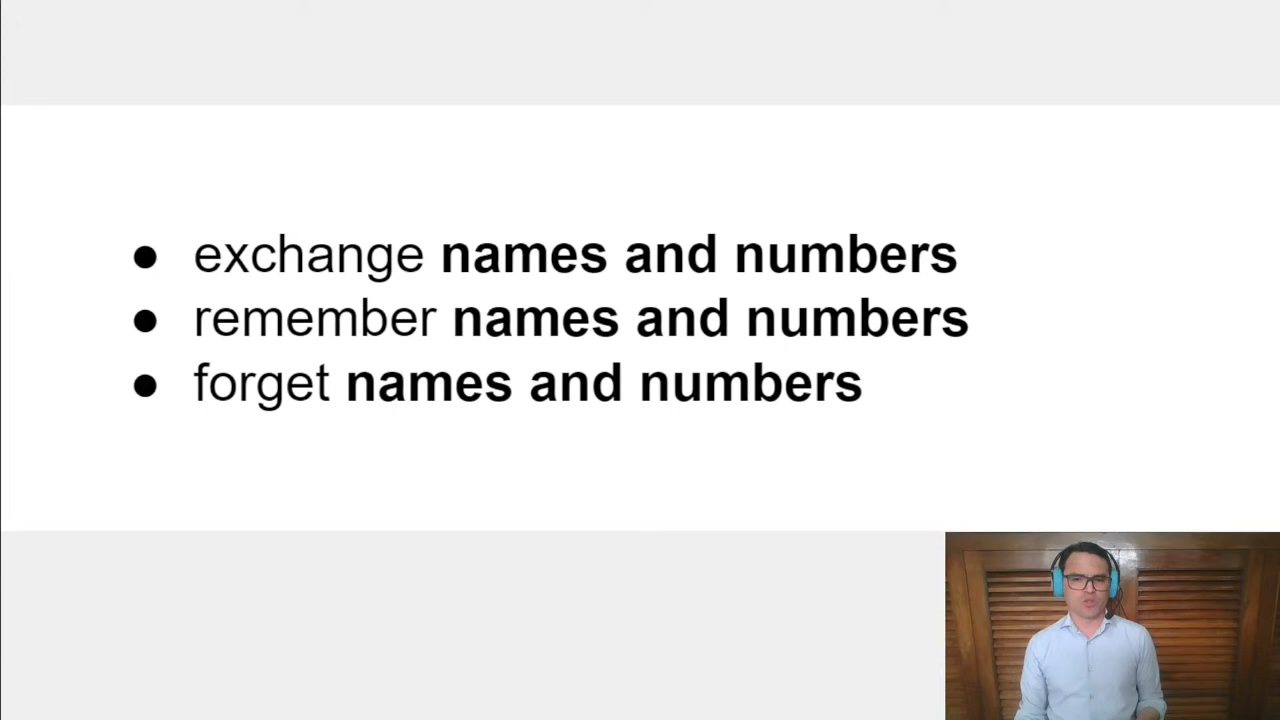 ● exchange names and numbers
● remember names and numbers
● forget names and numbers